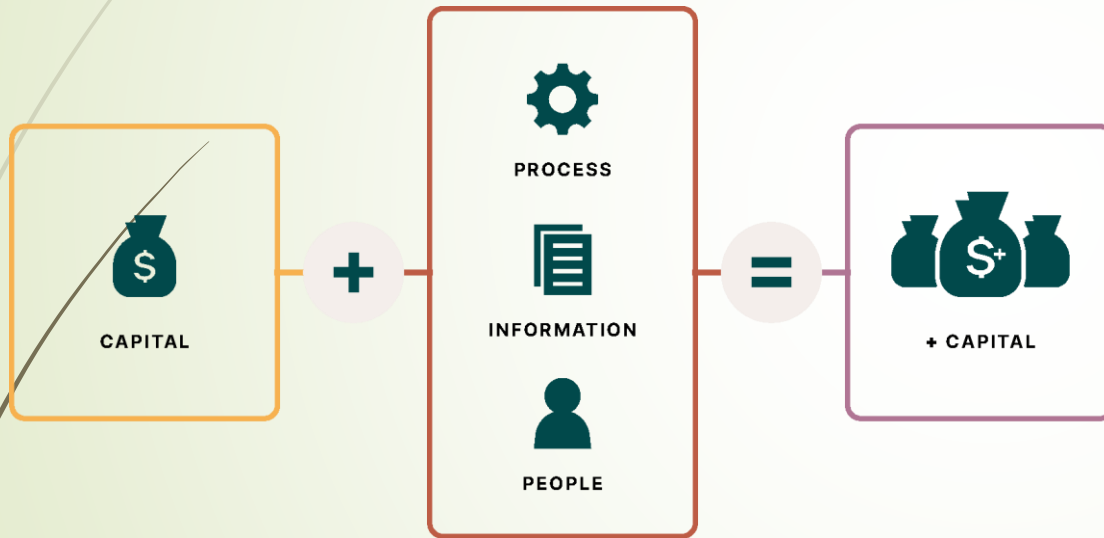 $
CAPITAL
+
PROCESS
INFORMATION
PEOPLE
=
$+
+ CAPITAL